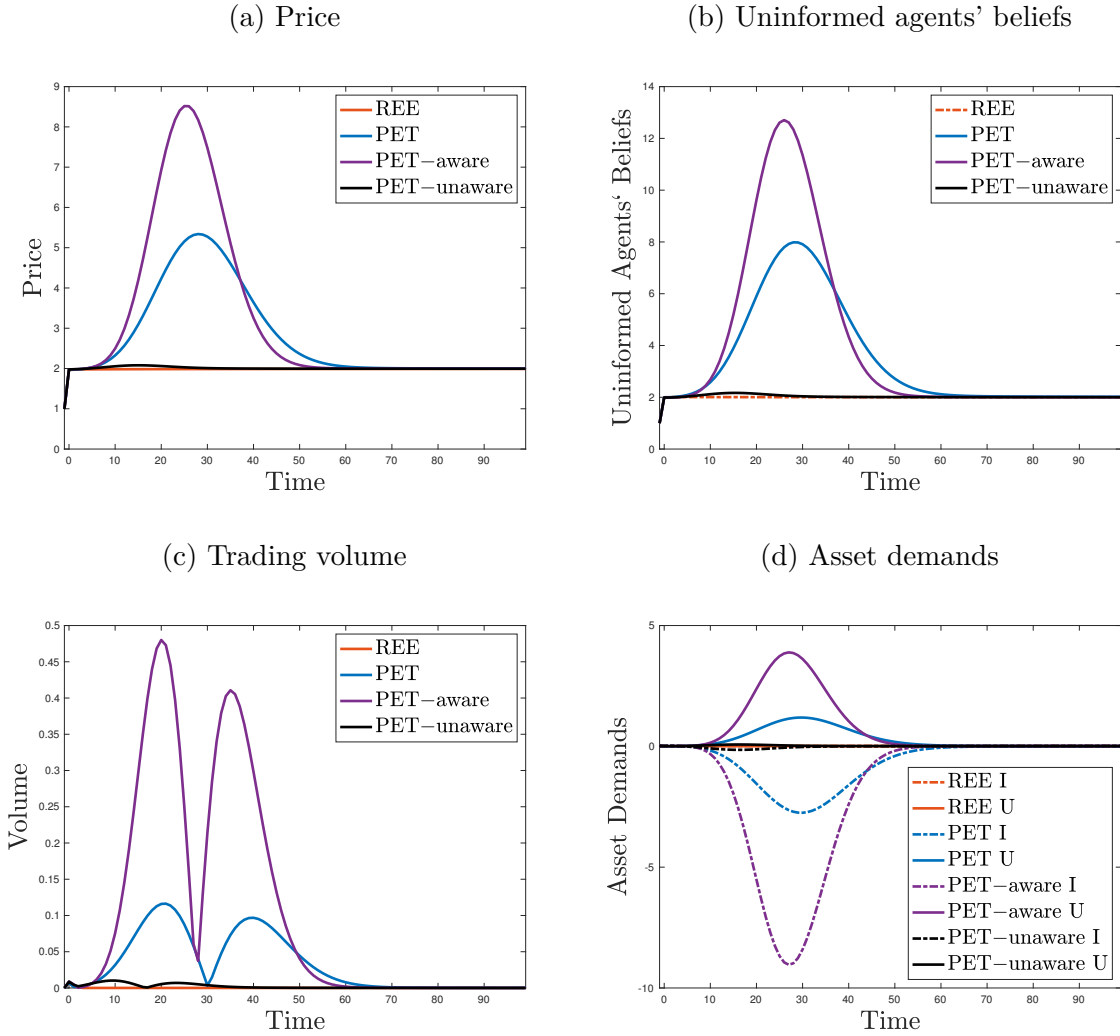 (a) Price
(b) Uninformed agents' beliefs
9
8
7
6
5
4
3
2
1
0
Price
0 10 20 30 40 50 60 70 80 90
Time
REE
PET
PET−aware
PET−unaware
14
12
10
8
6
4
2
0
Uninformed Agents‘ Beliefs
0 10 20 30 40 50 60 70 80 90
Time
REE
PET
PET−aware
PET−unaware
(c) Trading volume
(d) Asset demands
0.5
0.45
0.4
0.35
0.3
0.25
0.2
0.15
0.1
0.05
0
Volume
0 10 20 30 40 50 60 70 80 90
Time
REE
PET
PET−aware
PET−unaware
5
0
-5
-10
Asset Demands
0 10 20 30 40 50 60 70 80 90
Time
REE I
REE U
PET I
PET U
PET−aware I
PET−aware U
PET−unaware I
PET−unaware U